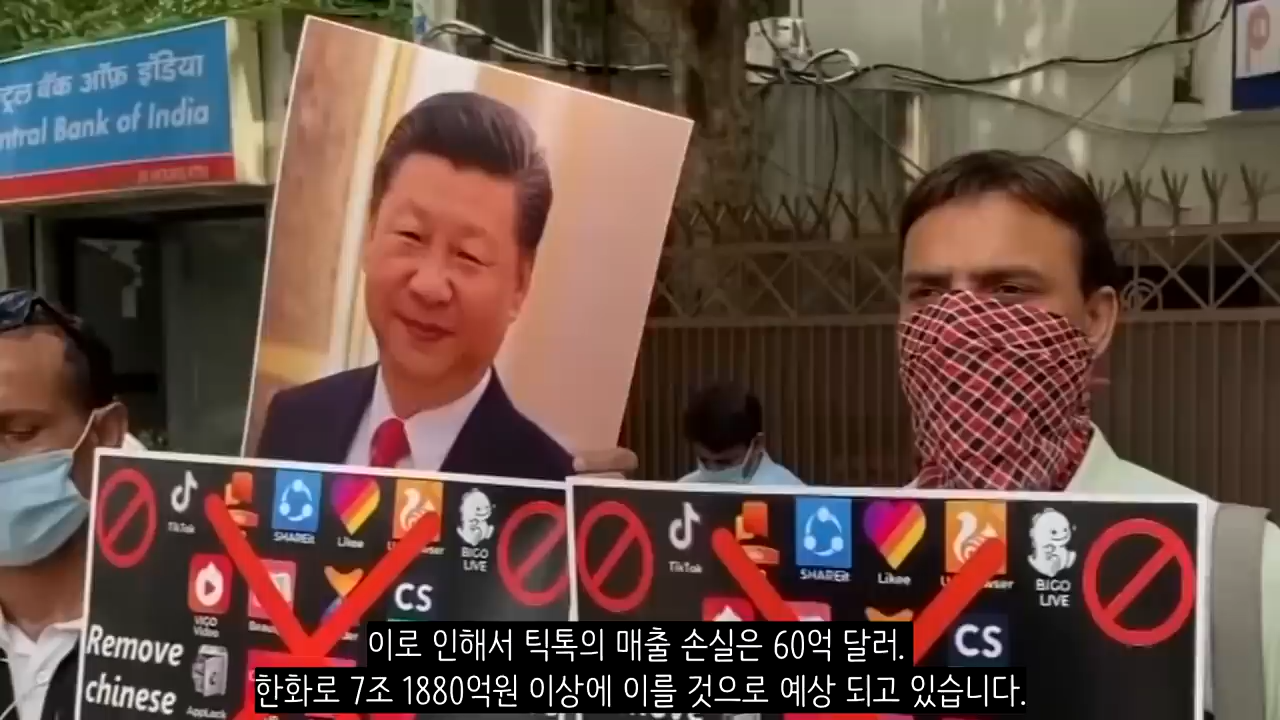 बैंक ऑफ़ इंडिया
Bank of India
TikTok
SHAREit
Likee
BIGO
LIVE
VIGO
Video
CS
Remove
chinese
AppLock
TikTok
SHAREit
Likee
BIGO
LIVE
CS
이로 인해서 틱톡의 매출 손실은 60억 달러.
한화로 7조 1880억원 이상에 이를 것으로 예상 되고 있습니다.